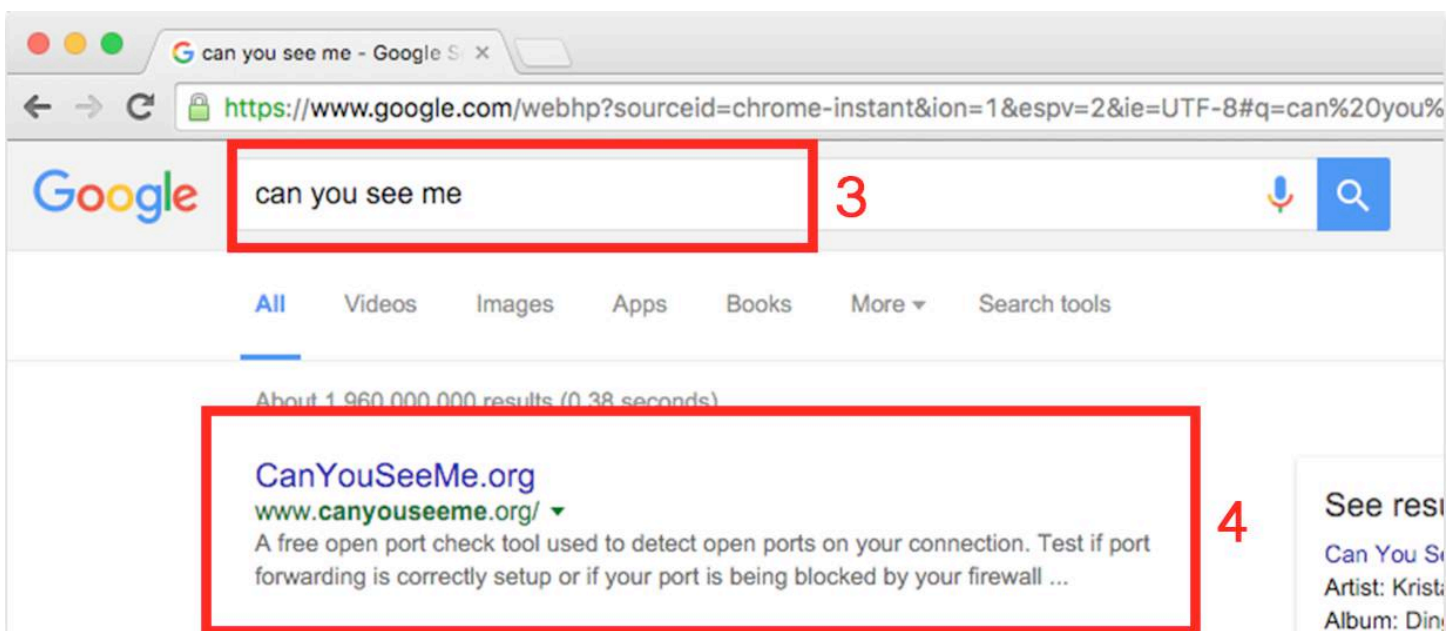 can you see me - Google S
https://www.google.com/webhp?sourceid=chrome-instant&ion=1&espv=2&ie=UTF-8#q=can%20you%
Google
can you see me
3
All Videos Images Apps Books More Search tools
About 1,960,000,000 results (0.38 seconds)
CanYouSeeMe.org
www.canyouseeme.org/
A free open port check tool used to detect open ports on your connection. Test if port
forwarding is correctly setup or if your port is being blocked by your firewall ...
4
See resu
Can You Se
Artist: Krista
Album: Ding